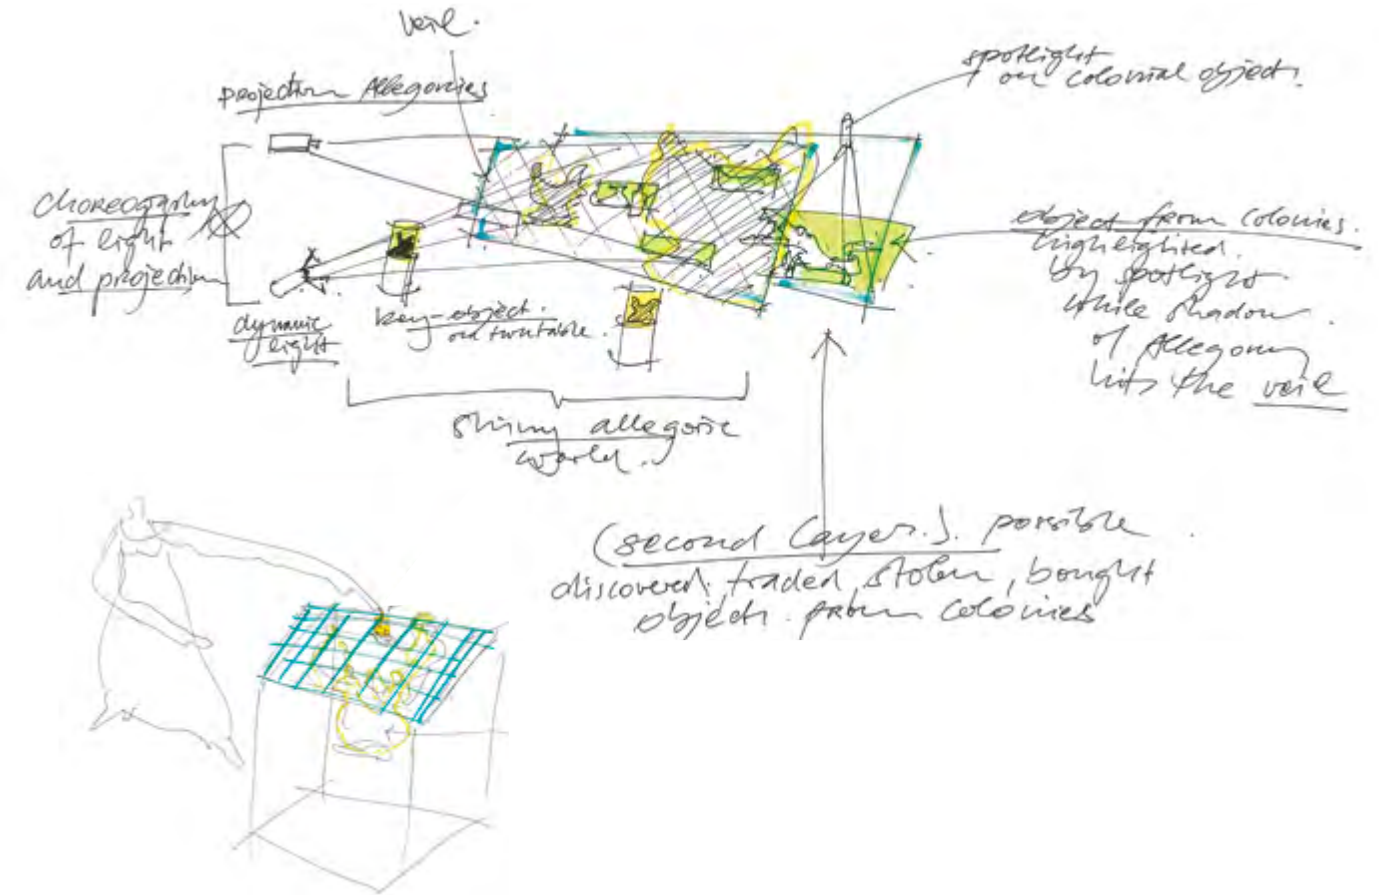 veil.
projection Allegories
spotlight
on colonial object.
choreography
of light
and projection
object from colonies.
highlighted
by spotlight
while shadow
of Allegory
hits the veil
dynamic
light
key-object
on turntable.
shiny allegoric
world.
(second layer.). possible
discovered, traded, stolen, bought
objects from colonies